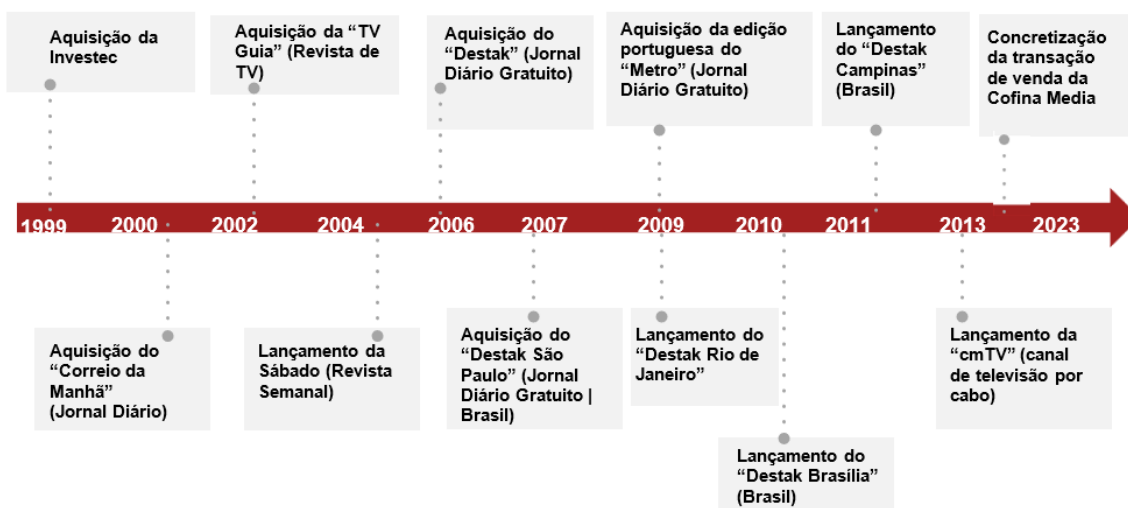 Aquisição da
Investec
Aquisição da “TV
Guia” (Revista de
TV)
Aquisição do
“Destak” (Jornal
Diário Gratuito)
Aquisição da edição
portuguesa do
“Metro” (Jornal
Diário Gratuito)
Lançamento
do “Destak
Campinas”
(Brasil)
Concretização
da transação
de venda da
Cofina Media
1999 2000 2002 2004 2006 2007 2009 2010 2011 2013 2023
Aquisição do
“Correio da
Manhã”
(Jornal Diário)
Lançamento da
Sábado (Revista
Semanal)
Aquisição do
“Destak São
Paulo” (Jornal
Diário Gratuito |
Brasil)
Lançamento do
“Destak Rio de
Janeiro”
Lançamento do
“Destak Brasília”
(Brasil)
Lançamento da
“cmTV” (canal
de televisão por
cabo)